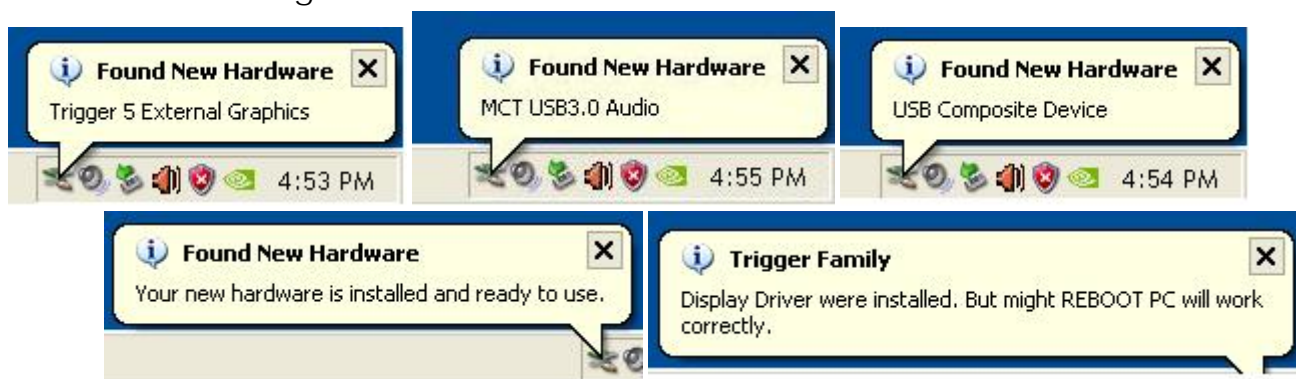 Found New Hardware
Trigger 5 External Graphics
4:53 PM
Found New Hardware
MCT USB3.0 Audio
4:55 PM
Found New Hardware
USB Composite Device
4:54 PM
Found New Hardware
Your new hardware is installed and ready to use.
Trigger Family
Display Driver were installed. But might REBOOT PC will work
correctly.